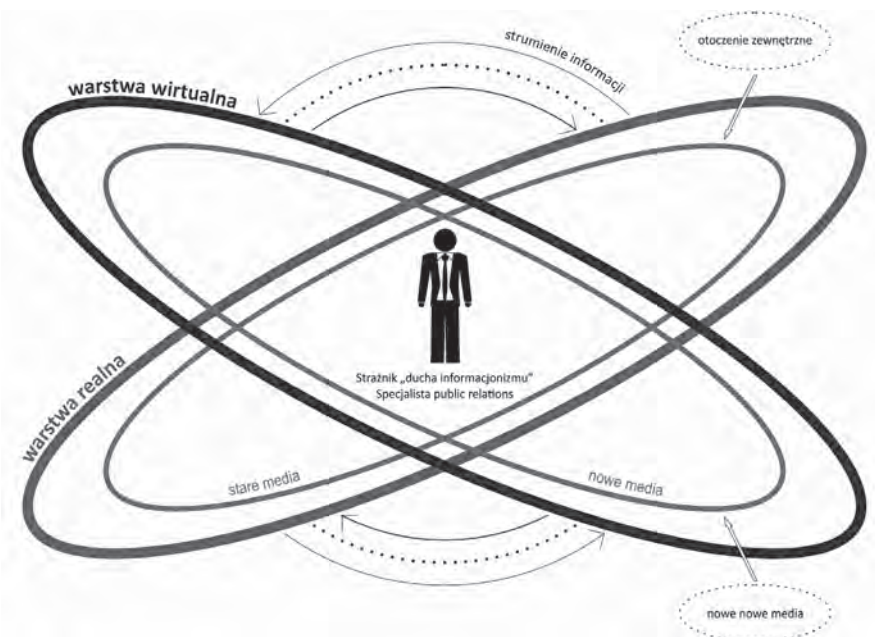 strumienie informacji
otoczenie zewnętrzne
warstwa wirtualna
Strażnik „ducha informacjonizmu“
Specjalista public relations
warstwa realna
stare media
nowe media
nowe nowe media